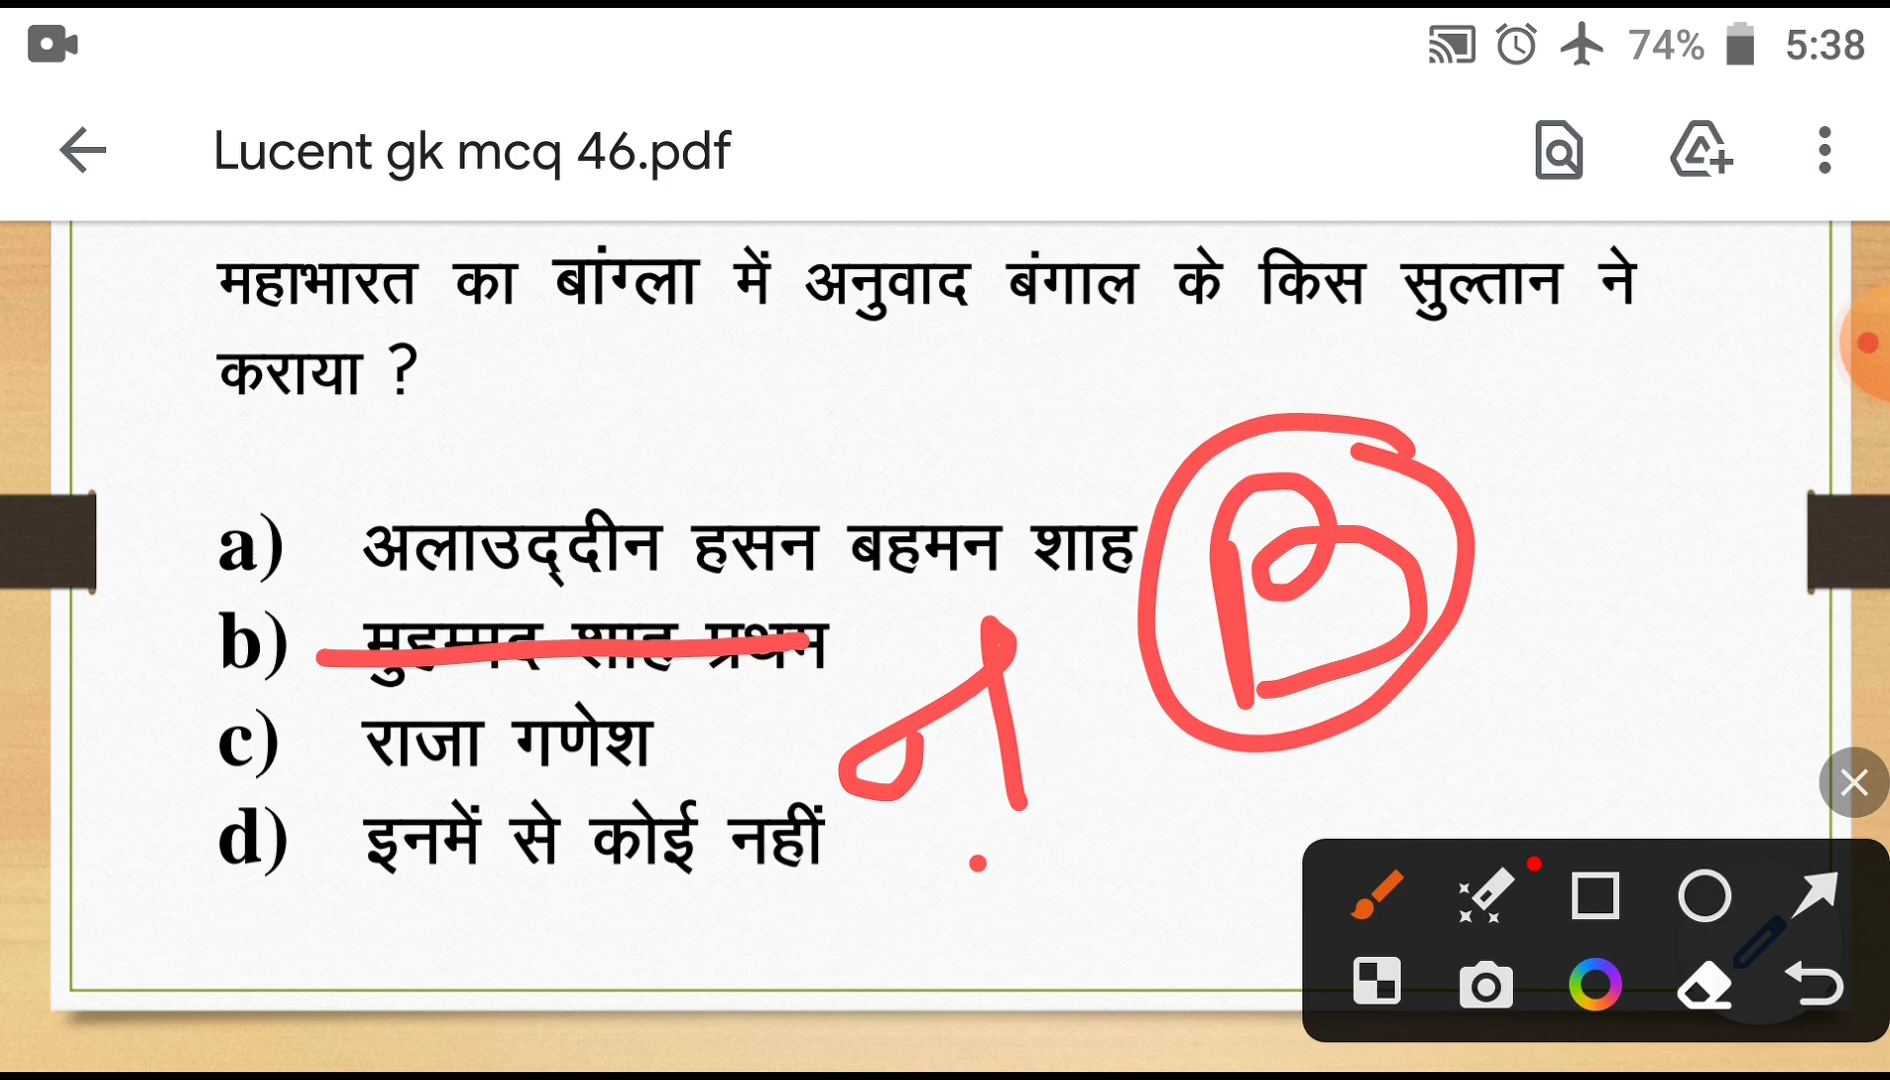 74% 5:38
Lucent gk mcq 46.pdf
महाभारत का बांग्ला में अनुवाद बंगाल के किस सुल्तान ने
कराया ?
a) अलाउद्दीन हसन बहमन शाह
b) मुहम्मद शाह प्रथम
c) राजा गणेश
d) इनमें से कोई नहीं
B